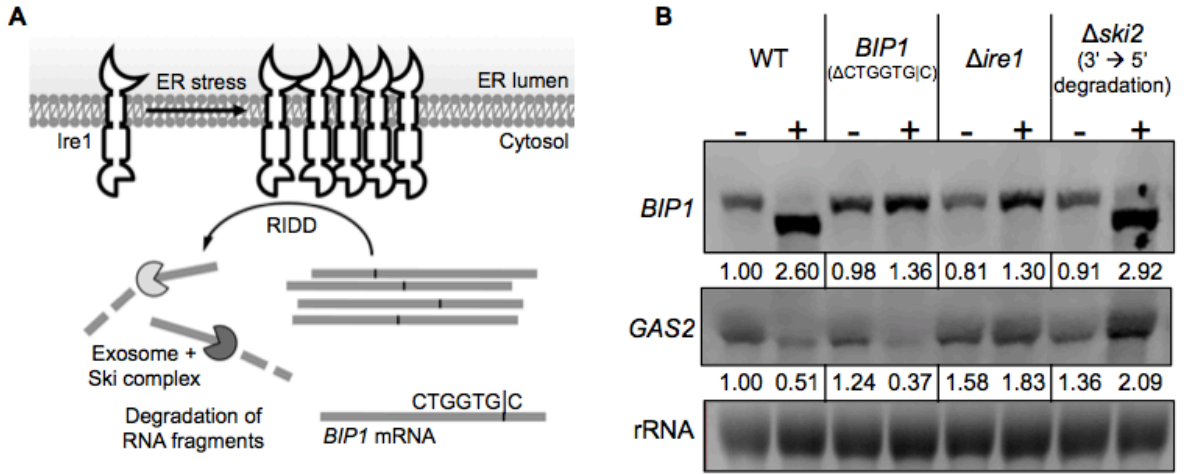 A
ER stress
ER lumen
Ire1
Cytosol
RIDD
Exosome +
Ski complex
Degradation of
RNA fragments
CTGGTG|C
BIP1 mRNA
B
WT
BIP1
(ΔCTGGTG|C)
Δire1
Δski2
(3' → 5'
degradation)
- + - + - + - +
BIP1
1.00 2.60 0.98 1.36 0.81 1.30 0.91 2.92
GAS2
1.00 0.51 1.24 0.37 1.58 1.83 1.36 2.09
rRNA